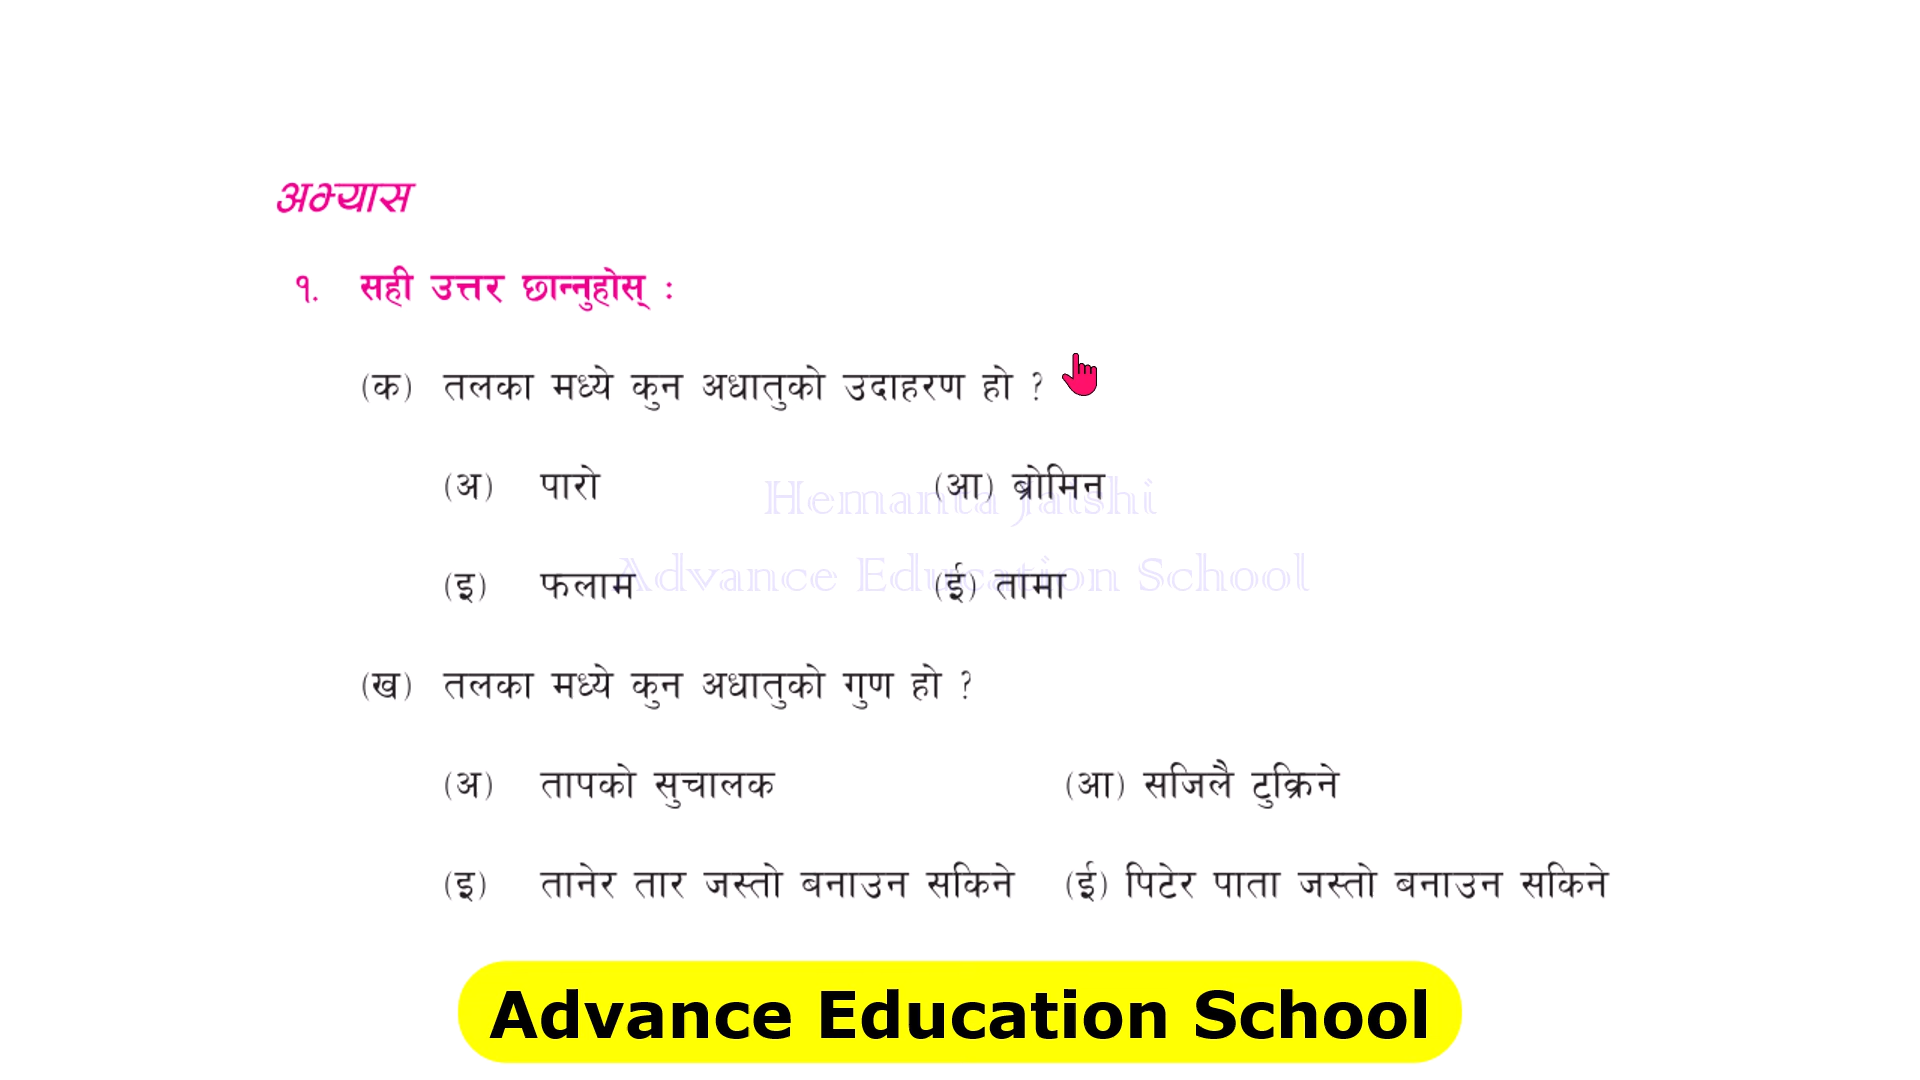 अभ्यास
१. सही उत्तर छान्नुहोस् :
(क) तलका मध्ये कुन अधातुको उदाहरण हो ?
(अ) पारो (आ) ब्रोमिन
Hemanta Jaishi
(इ) फलाम (ई) तामा
Advance Education School
(ख) तलका मध्ये कुन अधातुको गुण हो ?
(अ) तापको सुचालक (आ) सजिलै टुक्रिने
(इ) तानेर तार जस्तो बनाउन सकिने (ई) पिटेर पाता जस्तो बनाउन सकिने
Advance Education School